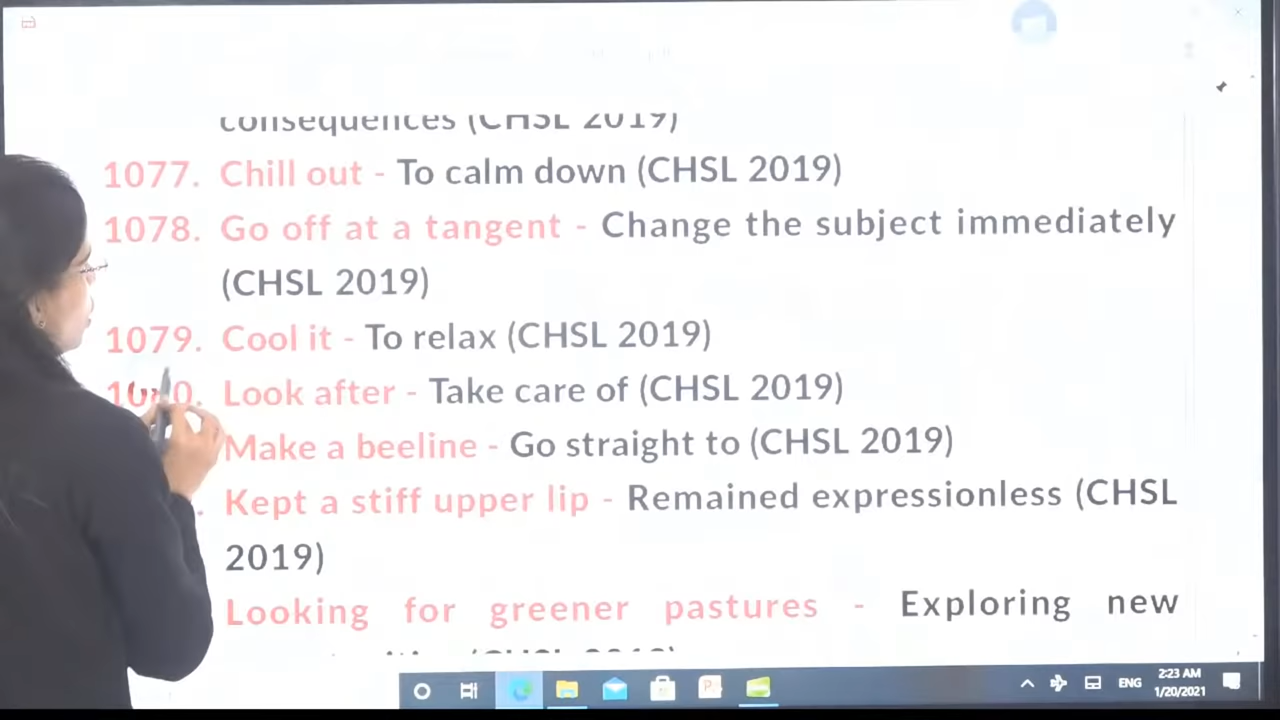 consequences (CHSL 2019)
1077. Chill out - To calm down (CHSL 2019)
1078. Go off at a tangent - Change the subject immediately
(CHSL 2019)
1079. Cool it - To relax (CHSL 2019)
1080. Look after - Take care of (CHSL 2019)
Make a beeline - Go straight to (CHSL 2019)
. Kept a stiff upper lip - Remained expressionless (CHSL
2019)
Looking for greener pastures - Exploring new
(CHSL 2019)
ENG
2:23 AM
1/20/2021